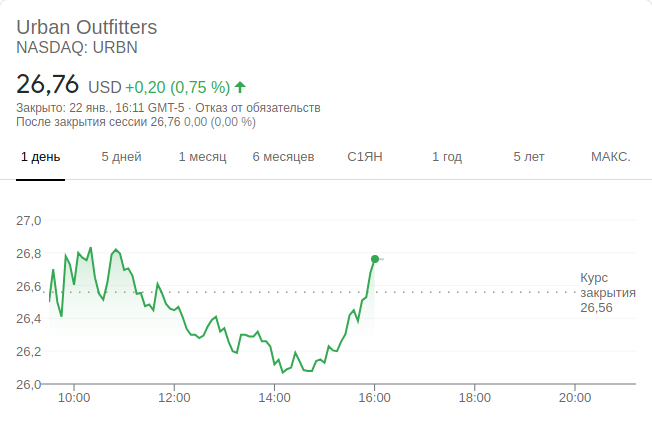 Urban Outfitters
NASDAQ: URBN
26,76 USD +0,20 (0,75 %)
Закрыто: 22 янв., 16:11 GMT-5 · Отказ от обязательств
После закрытия сессии 26,76 0,00 (0,00 %)
1 день 5 дней 1 месяц 6 месяцев С1ЯН 1 год 5 лет МАКС.
27,0
26,8
26,6
26,4
26,2
26,0
Курс
закрытия
26,56
10:00 12:00 14:00 16:00 18:00 20:00